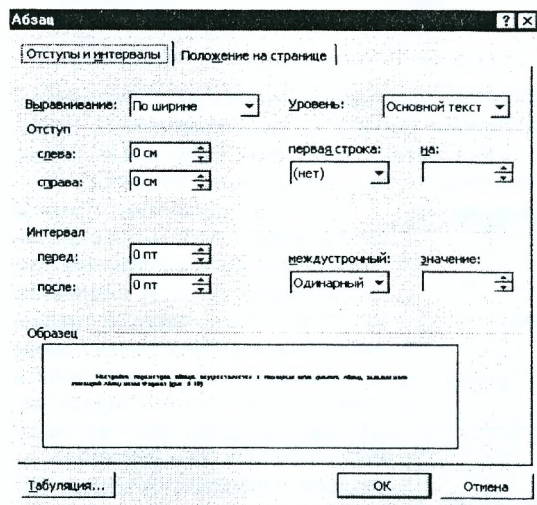 Абзац
Отступы и интервалы Положение на странице
Выравнивание: По ширине Уровень: Основной текст
Отступ
слева: 0 см первая строка: на:
справа: 0 см (нет)
Интервал
перед: 0 пт междустрочный: значение:
после: 0 пт Одинарный
Образец
Табуляция... ОК Отмена